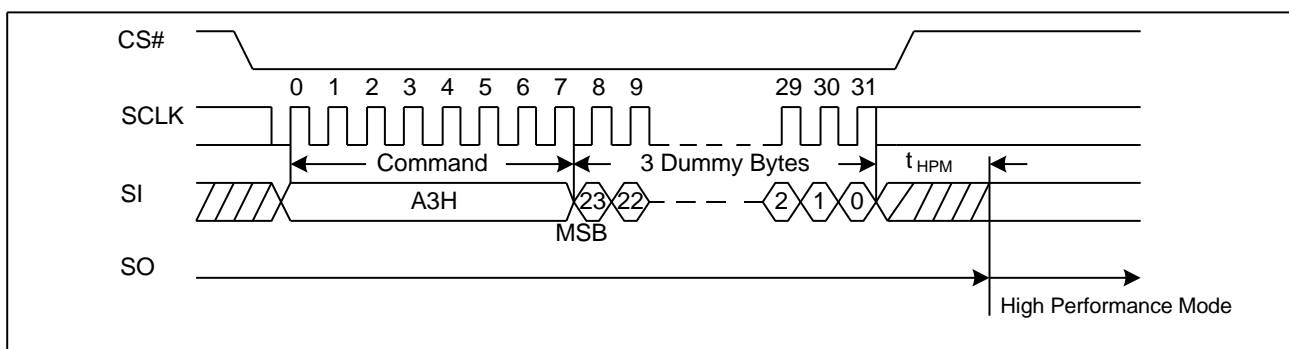 CS#
0 1 2 3 4 5 6 7 8 9 29 30 31
SCLK
Command 3 Dummy Bytes t HPM
SI A3H 23 22 2 1 0
MSB
SO
High Performance Mode